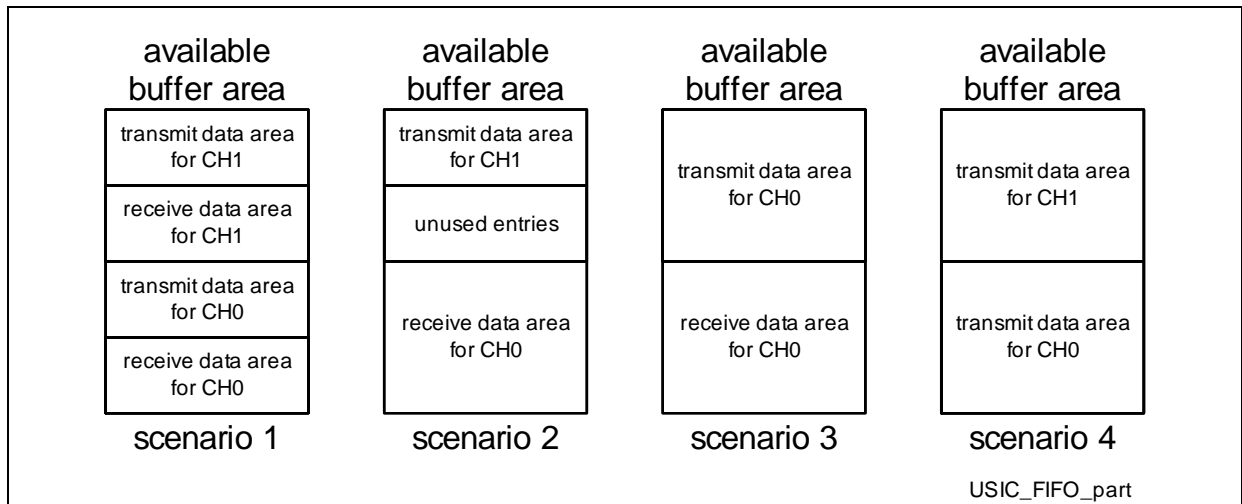 available
buffer area
transmit data area
for CH1
receive data area
for CH1
transmit data area
for CH0
receive data area
for CH0
scenario 1
available
buffer area
transmit data area
for CH1
unused entries
receive data area
for CH0
scenario 2
available
buffer area
transmit data area
for CH0
receive data area
for CH0
scenario 3
available
buffer area
transmit data area
for CH1
transmit data area
for CH0
scenario 4
USIC_FIFO_part